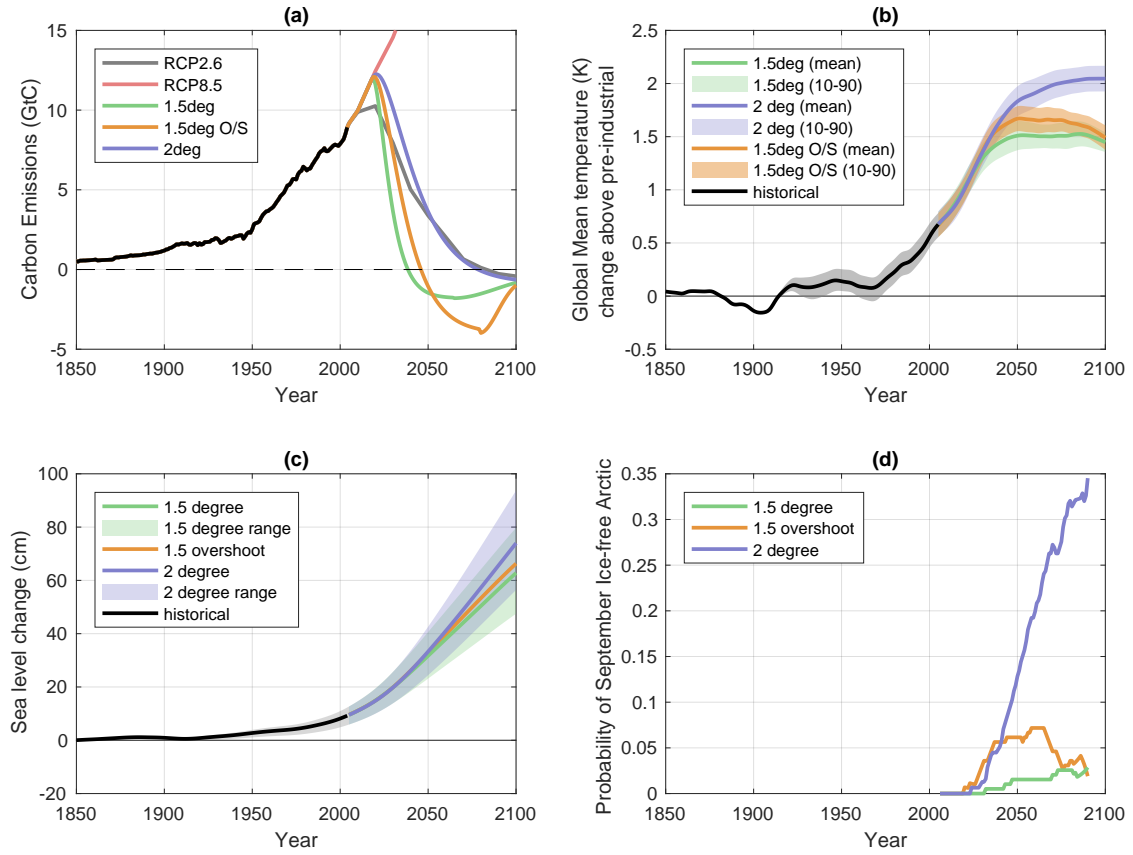 (a)
Carbon Emissions (GtC)
15
10
5
0
-5
RCP2.6
RCP8.5
1.5deg
1.5deg O/S
2deg
1850 1900 1950 2000 2050 2100
Year
(b)
Global Mean temperature (K)
change above pre-industrial
2.5
2
1.5
1
0.5
0
-0.5
1.5deg (mean)
1.5deg (10-90)
2 deg (mean)
2 deg (10-90)
1.5deg O/S (mean)
1.5deg O/S (10-90)
historical
1850 1900 1950 2000 2050 2100
Year
(c)
Sea level change (cm)
100
80
60
40
20
0
-20
1.5 degree
1.5 degree range
1.5 overshoot
2 degree
2 degree range
historical
1850 1900 1950 2000 2050 2100
Year
(d)
Probability of September Ice-free Arctic
0.35
0.3
0.25
0.2
0.15
0.1
0.05
0
1.5 degree
1.5 overshoot
2 degree
1850 1900 1950 2000 2050 2100
Year